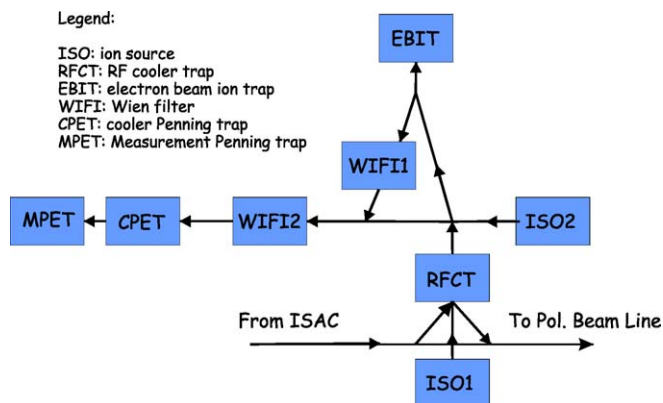 Legend:
ISO: ion source
RFCT: RF cooler trap
EBIT: electron beam ion trap
WIFI: Wien filter
CPET: cooler Penning trap
MPET: Measurement Penning trap
EBIT
WIFI1
MPET
CPET
WIFI2
ISO2
RFCT
From ISAC
To Pol. Beam Line
ISO1